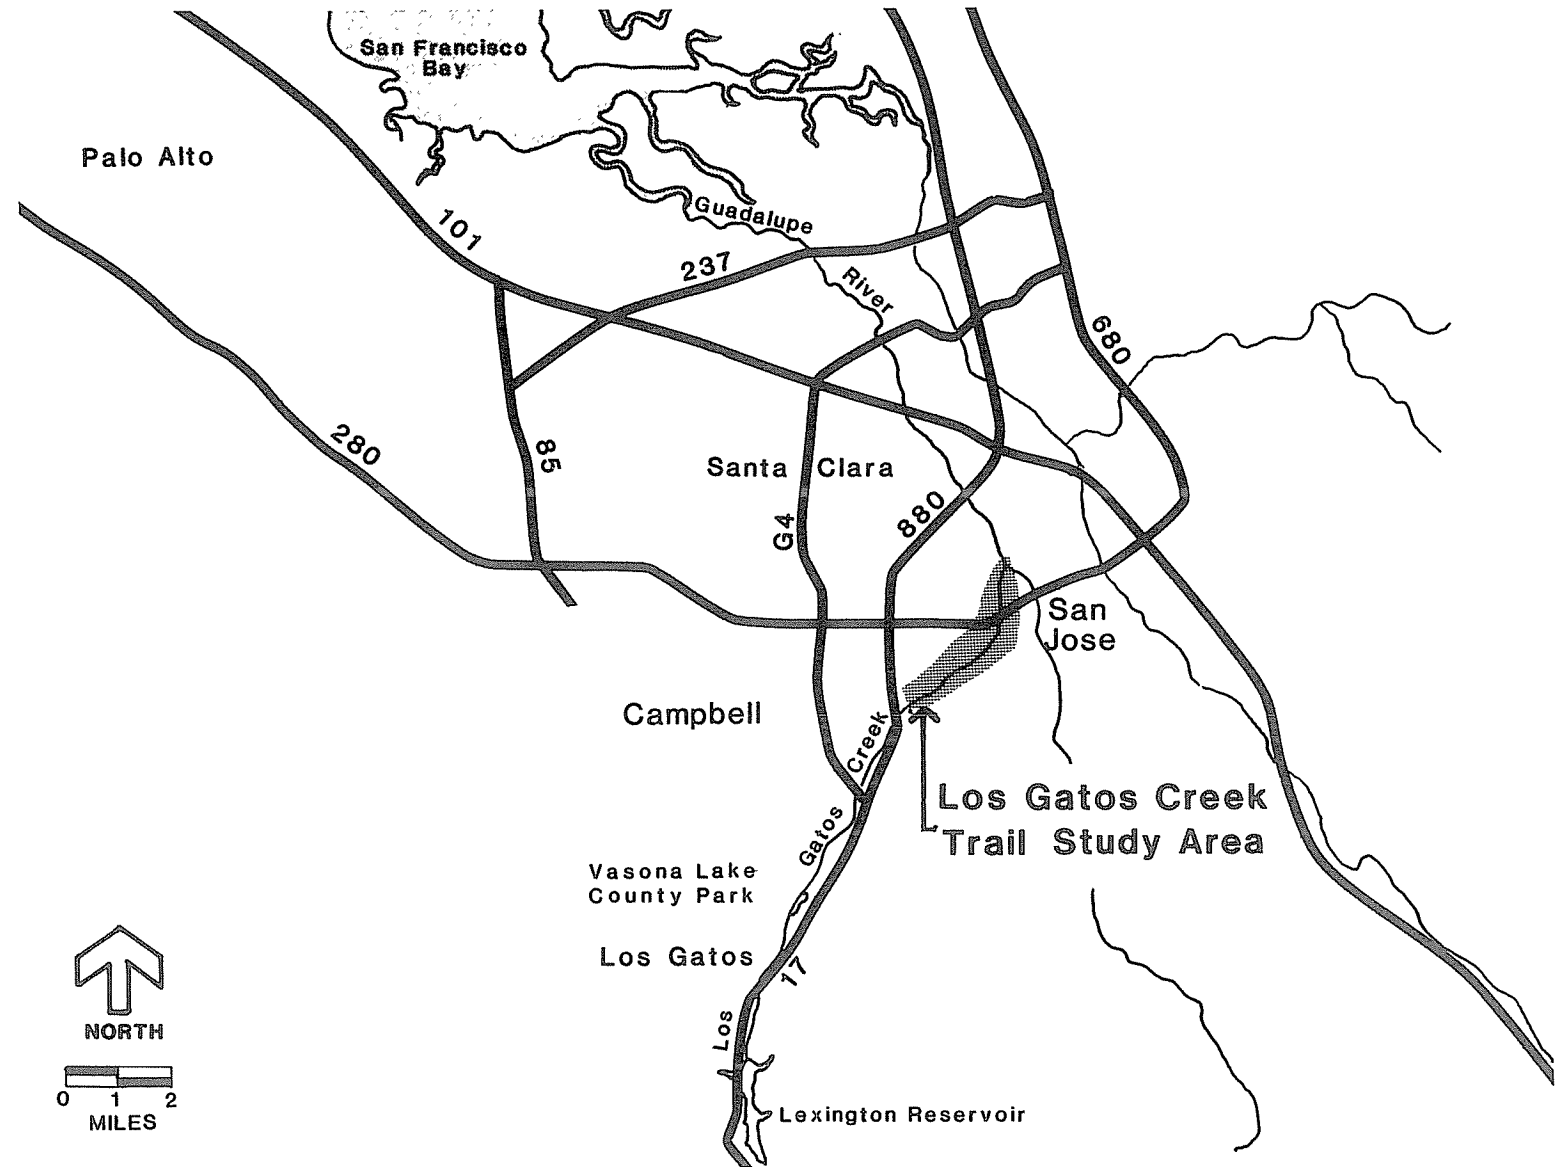 San Francisco
Bay
Palo Alto
101
Guadalupe
237
River
680
280
85
Santa Clara
G4
880
San
Jose
Campbell
Creek
Los Gatos Creek
Trail Study Area
Gatos
Vasona Lake
County Park
Los Gatos
17
Los
NORTH
0 1 2
MILES
Lexington Reservoir